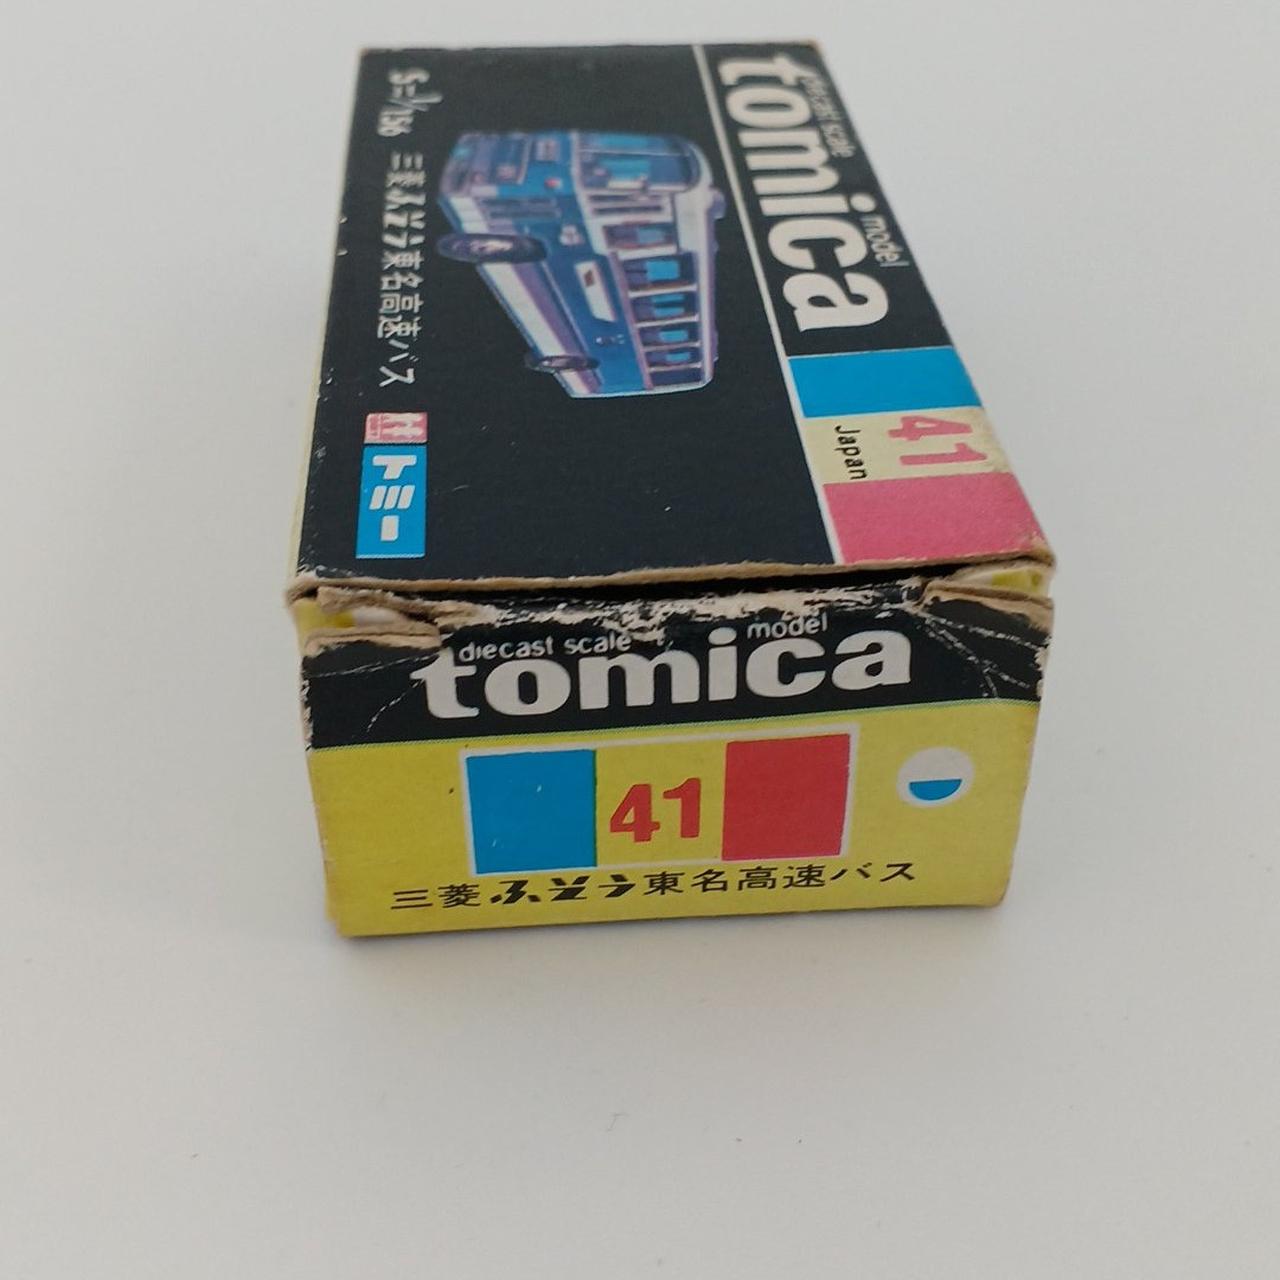 diecast scale model
tomica
41
Japan
S=1/156 三菱ふそう東名高速バス
トミー
diecast scale model
tomica
41
三菱ふそう東名高速バス